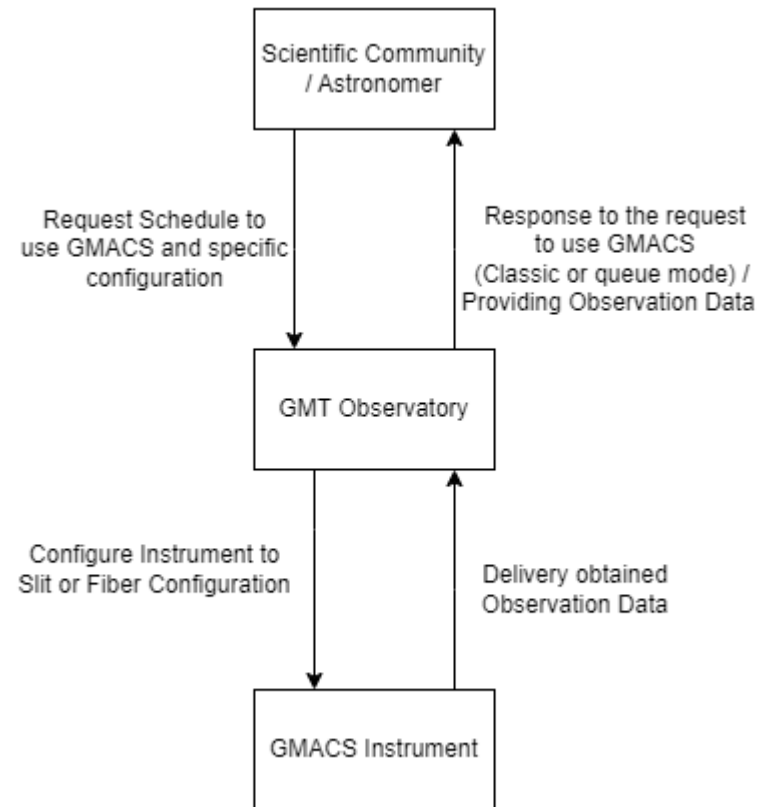 Scientific Community
/ Astronomer
Request Schedule to
use GMACS and specific
configuration
Response to the request
to use GMACS
(Classic or queue mode) /
Providing Observation Data
GMT Observatory
Configure Instrument to
Slit or Fiber Configuration
Delivery obtained
Observation Data
GMACS Instrument